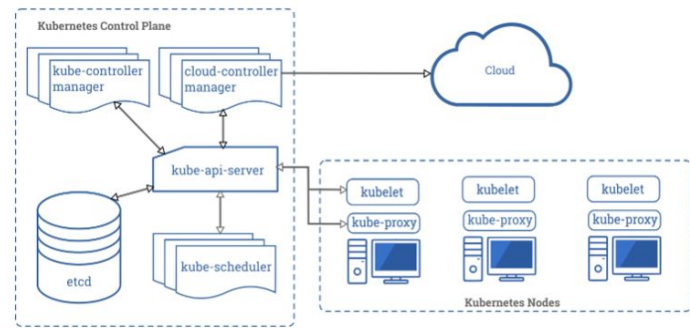 Kubernetes Control Plane
kube-controller
manager
cloud-controller
manager
Cloud
kube-api-server
kubelet
kubelet
kubelet
kube-proxy
kube-proxy
kube-proxy
etcd
kube-scheduler
Kubernetes Nodes